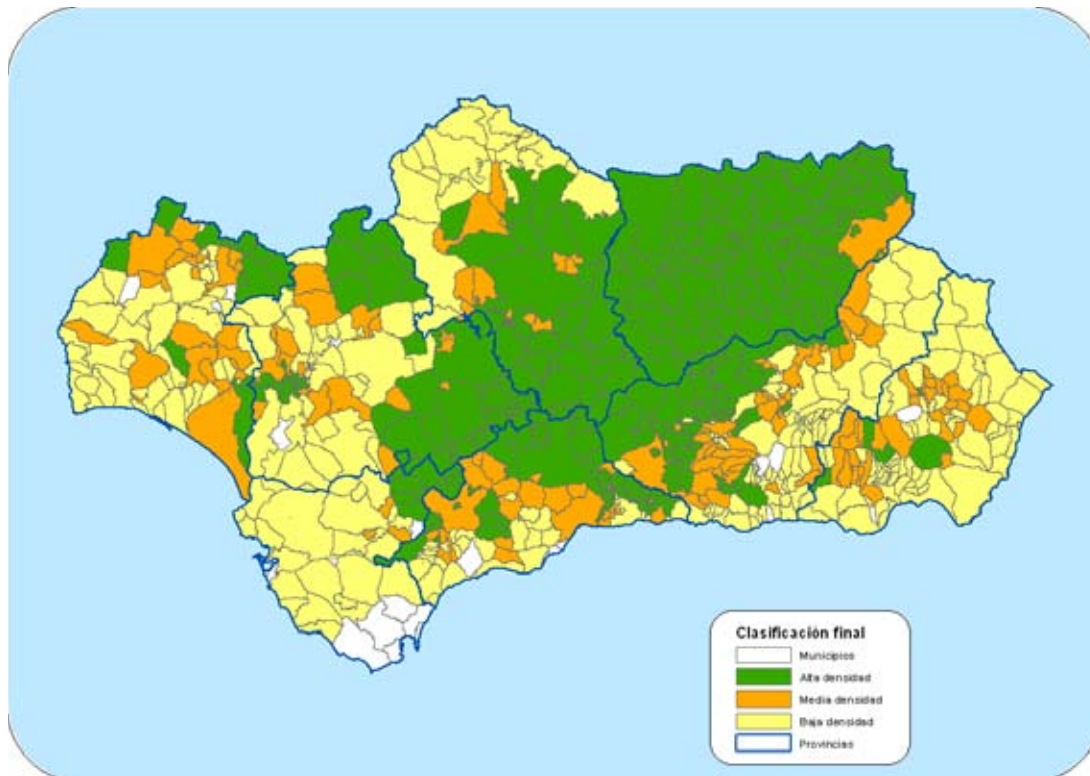 Clasificación final
Municipios
Alta densidad
Media densidad
Baja densidad
Provincias